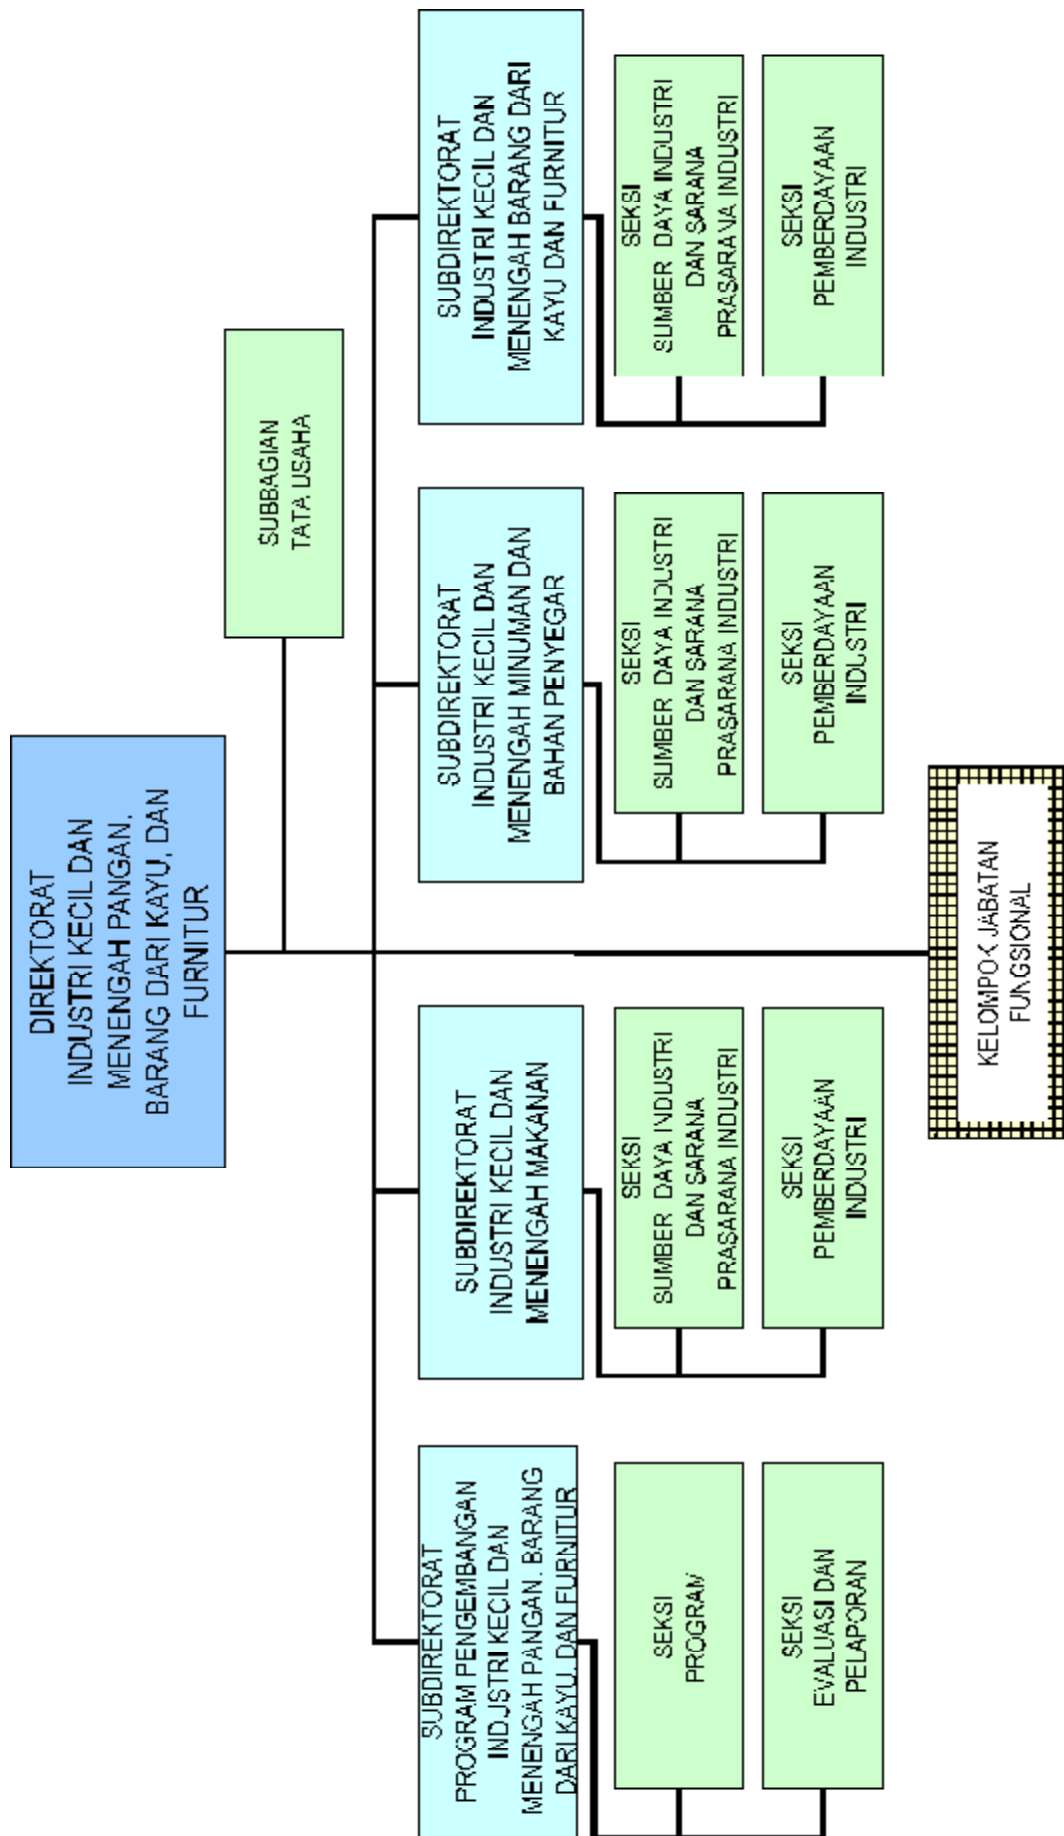 DIREKTORAT
INDUSTRI KECIL DAN
MENENGAH PANGAN,
BARANG DARI KAYU, DAN
FURNITUR
SUBBAGIAN
TATA USAHA
SUBDIREKTORAT
PROGRAM PENGEMBANGAN
INDUSTRI KECIL DAN
MENENGAH PANGAN, BARANG
DARI KAYU, DAN FURNITUR
SUBDIREKTORAT
INDUSTRI KECIL DAN
MENENGAH MAKANAN
SUBDIREKTORAT
INDUSTRI KECIL DAN
MENENGAH MINUMAN DAN
BAHAN PENYEGAR
SUBDIREKTORAT
INDUSTRI KECIL DAN
MENENGAH BARANG DARI
KAYU DAN FURNITUR
SEKSI
PROGRAM
SEKSI
SUMBER DAYA INDUSTRI
DAN SARANA
PRASARANA INDUSTRI
SEKSI
SUMBER DAYA INDUSTRI
DAN SARANA
PRASARANA INDUSTRI
SEKSI
SUMBER DAYA INDUSTRI
DAN SARANA
PRASARANA INDUSTRI
SEKSI
EVALUASI DAN
PELAPORAN
SEKSI
PEMBERDAYAAN
INDUSTRI
SEKSI
PEMBERDAYAAN
INDUSTRI
SEKSI
PEMBERDAYAAN
INDUSTRI
KELOMPOK JABATAN
FUNGSIONAL